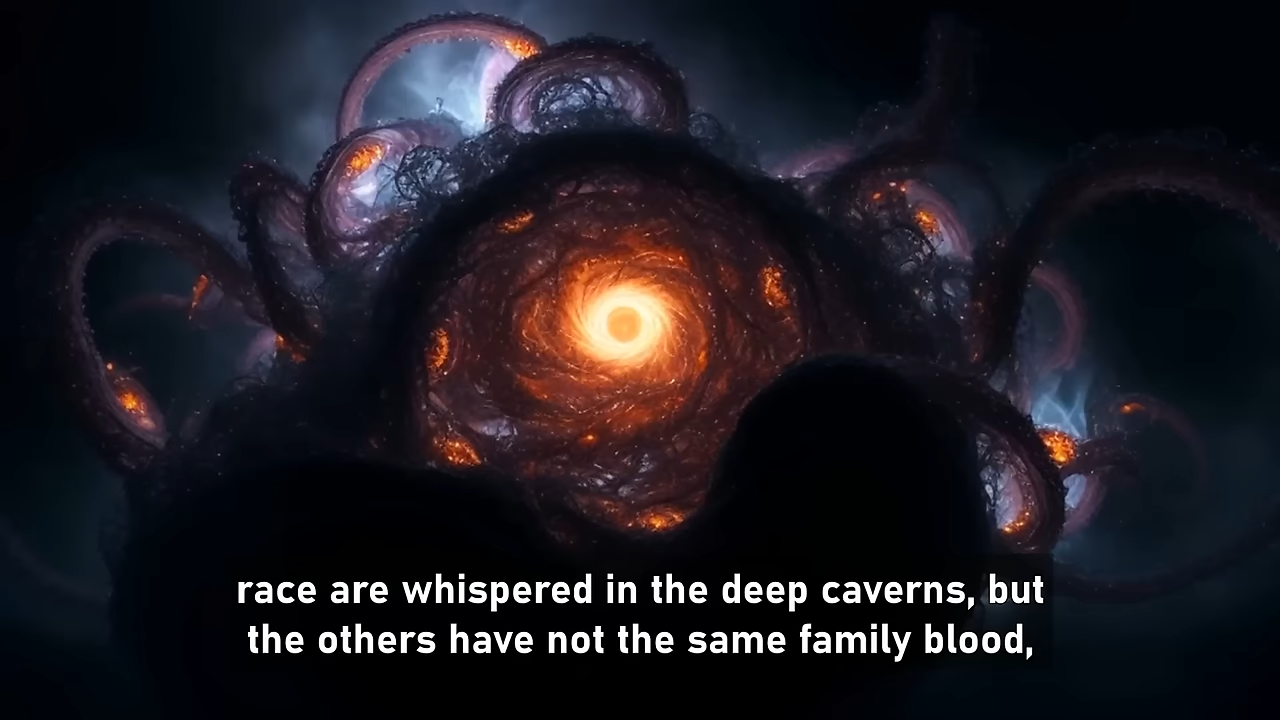 race are whispered in the deep caverns, but
the others have not the same family blood,